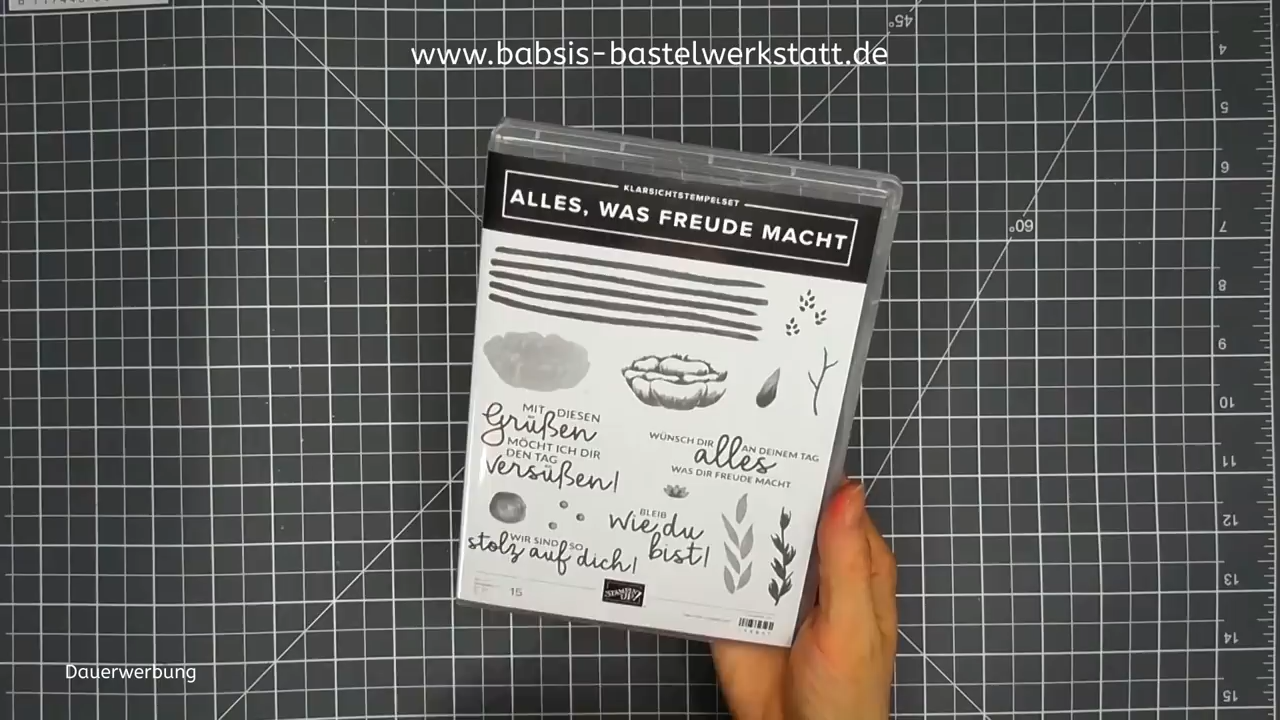 www.babsis-bastelwerkstatt.de
KLARSICHTSTEMPELSET
ALLES, WAS FREUDE MACHT
MIT DIESEN
Grüßen
MÖCHT ICH DIR
DEN TAG
versüßen!
WÜNSCH DIR alles AN DEINEM TAG
WAS DIR FREUDE MACHT
BLEIB
wie du
bist!
WIR SIND SO
stolz auf dich!
15
STAMPIN' UP!
Dauerwerbung
45°
60°
4
5
6
7
8
9
10
11
12
13
14
15